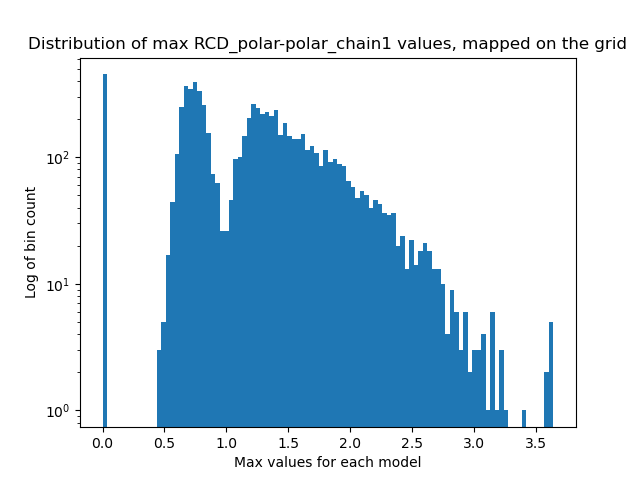 Distribution of max RCD_polar-polar_chain1 values, mapped on the grid
Log of bin count
10²
10¹
10⁰
0.0 0.5 1.0 1.5 2.0 2.5 3.0 3.5
Max values for each model